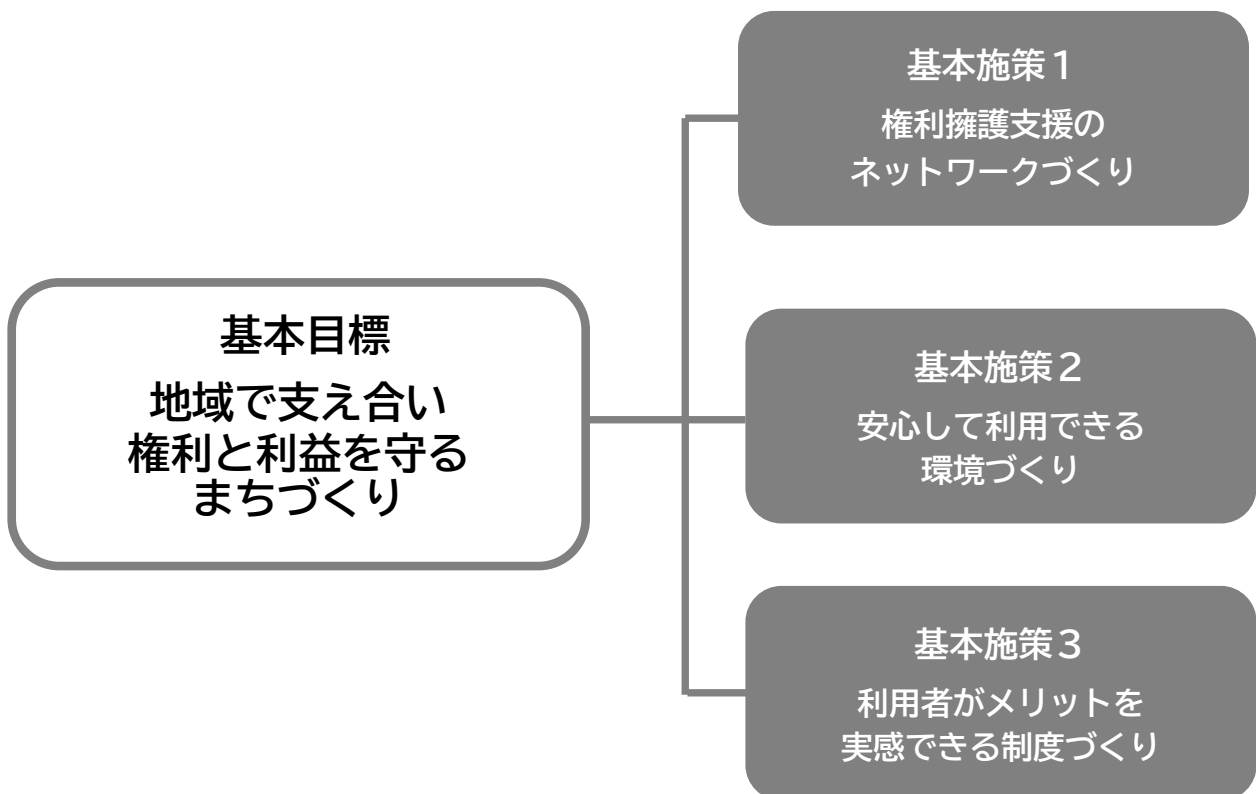 基本目標
地域で支え合い
権利と利益を守る
まちづくり
基本施策１
権利擁護支援の
ネットワークづくり
基本施策２
安心して利用できる
環境づくり
基本施策３
利用者がメリットを
実感できる制度づくり